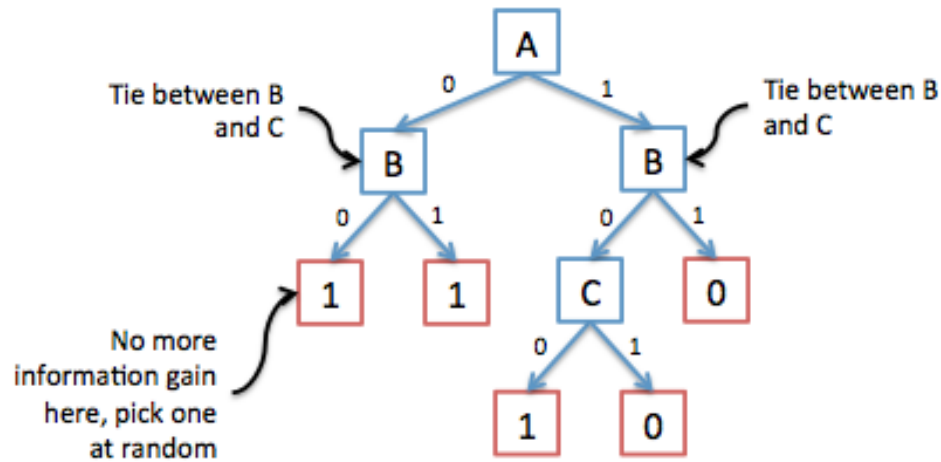 A
0
1
Tie between B
and C
Tie between B
and C
B
B
0
1
0
1
1
1
C
0
No more
information gain
here, pick one
at random
0
1
1
0